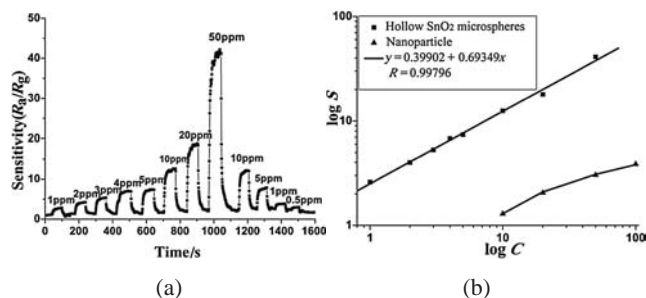 (a)
50
40
30
20
10
0
Sensitivity(Ra/Rg)
1ppm
2ppm
3ppm
4ppm
5ppm
10ppm
20ppm
50ppm
10ppm
5ppm
1ppm
0.5ppm
0 200 400 600 800 1000 1200 1400 1600
Time/s
(a)
(b)
100
10
1
log S
Hollow SnO2 microspheres
Nanoparticle
y=0.39902 + 0.69349x
R=0.99796
1 10 100
log C
(b)